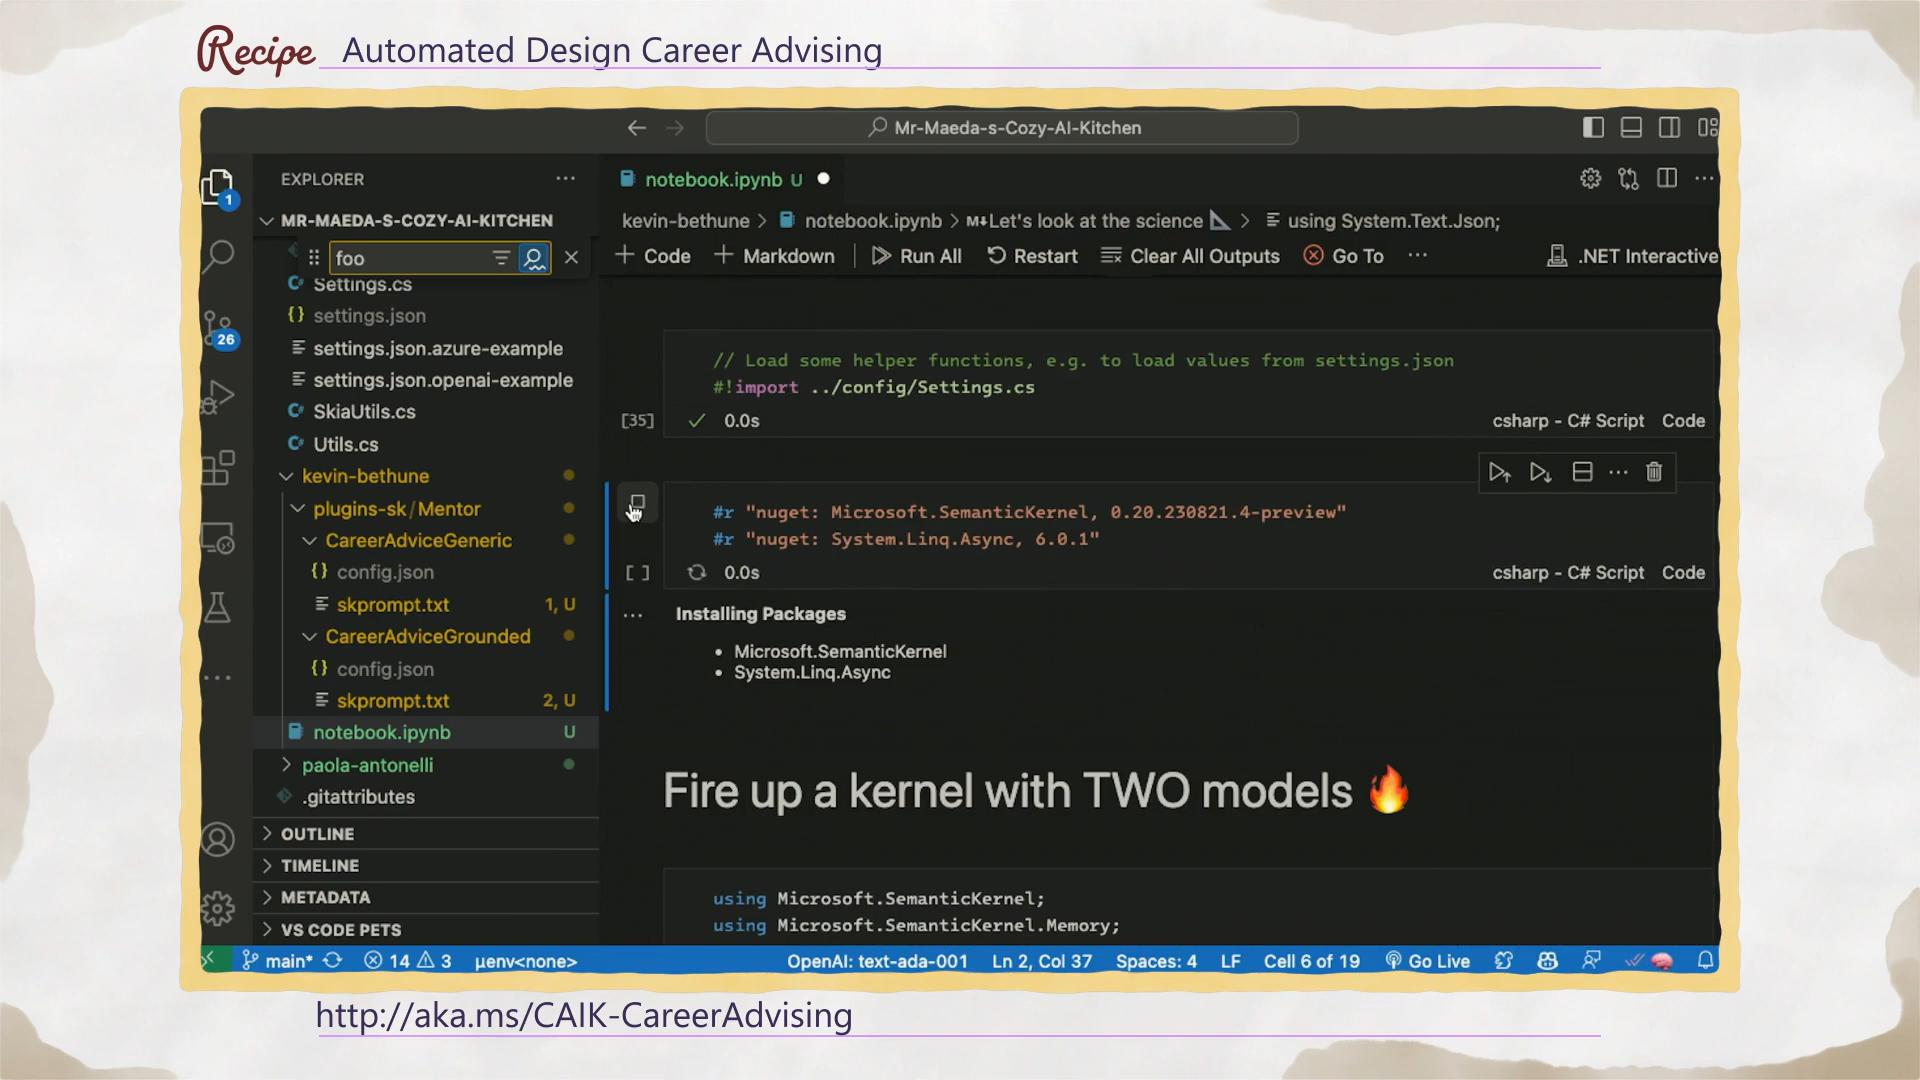 Recipe Automated Design Career Advising
Mr-Maeda-s-Cozy-AI-Kitchen
1
EXPLORER
notebook.ipynb U
MR-MAEDA-S-COZY-AI-KITCHEN
kevin-bethune > notebook.ipynb > M↓Let's look at the science > using System.Text.Json;
foo
+ Code + Markdown Run All Restart Clear All Outputs Go To ... .NET Interactive
Settings.cs
{} settings.json
settings.json.azure-example
settings.json.openai-example
SkiaUtils.cs
Utils.cs
26
kevin-bethune
plugins-sk/Mentor
CareerAdviceGeneric
{} config.json
skprompt.txt 1, U
CareerAdviceGrounded
{} config.json
skprompt.txt 2, U
notebook.ipynb U
paola-antonelli
.gitattributes
OUTLINE
TIMELINE
METADATA
VS CODE PETS
// Load some helper functions, e.g. to load values from settings.json
#!import ../config/Settings.cs
[35] 0.0s csharp - C# Script Code
#r "nuget: Microsoft.SemanticKernel, 0.20.230821.4-preview"
#r "nuget: System.Linq.Async, 6.0.1"
[ ] 0.0s csharp - C# Script Code
... Installing Packages
• Microsoft.SemanticKernel
• System.Linq.Async
Fire up a kernel with TWO models 🔥
using Microsoft.SemanticKernel;
using Microsoft.SemanticKernel.Memory;
main* 14 3 µenv<none> OpenAI: text-ada-001 Ln 2, Col 37 Spaces: 4 LF Cell 6 of 19 Go Live
http://aka.ms/CAIK-CareerAdvising